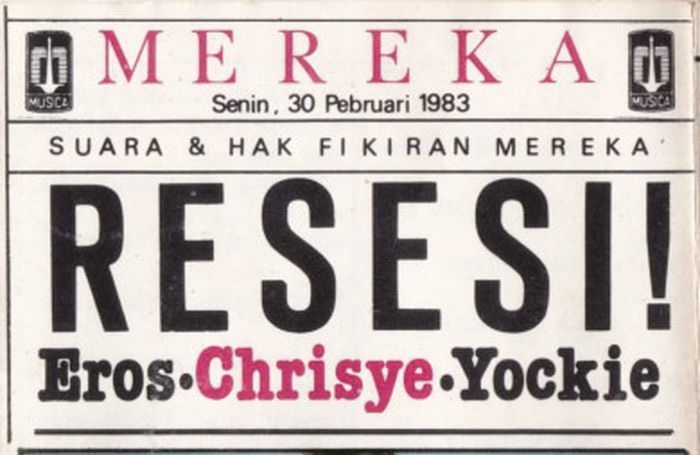 MEREKA
MUSICA
MUSICA
Senin, 30 Pebruari 1983
SUARA & HAK FIKIRAN MEREKA
RESESI!
Eros•Chrisye•Yockie